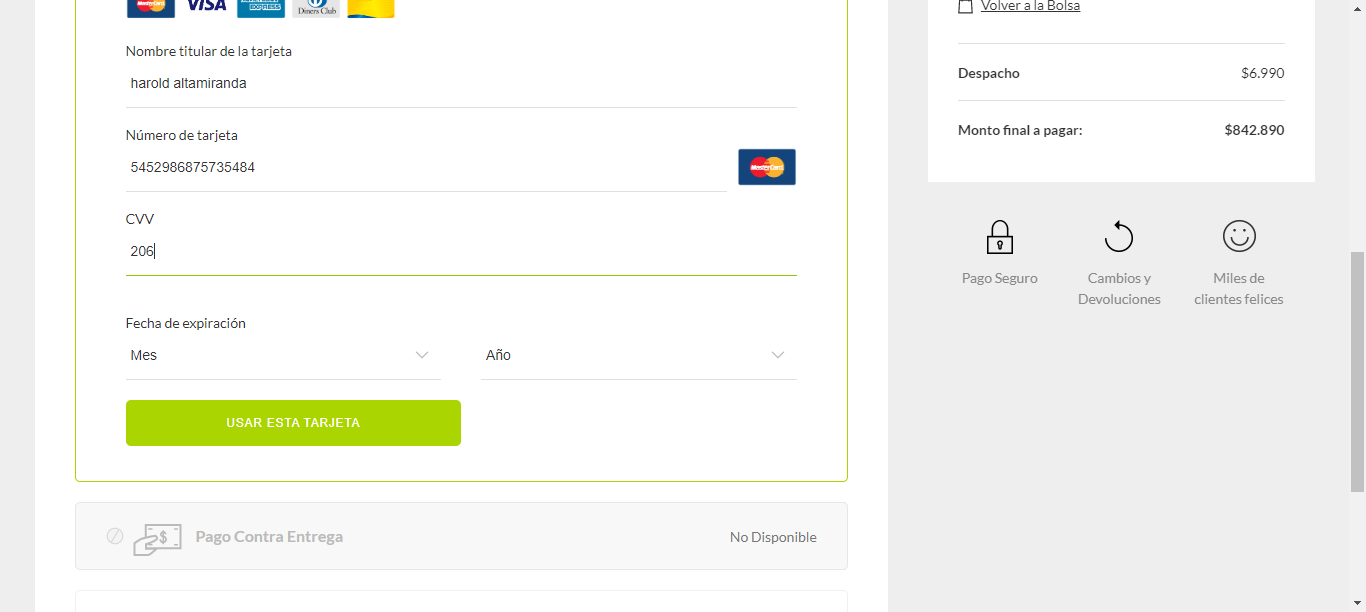 MasterCard
VISA
AMERICAN EXPRESS
Diners Club
Volver a la Bolsa
Nombre titular de la tarjeta
harold altamiranda
Número de tarjeta
5452986875735484
MasterCard
CVV
206
Fecha de expiración
Mes
Año
USAR ESTA TARJETA
Pago Contra Entrega
No Disponible
Despacho
$6.990
Monto final a pagar:
$842.890
Pago Seguro
Cambios y
Devoluciones
Miles de
clientes felices